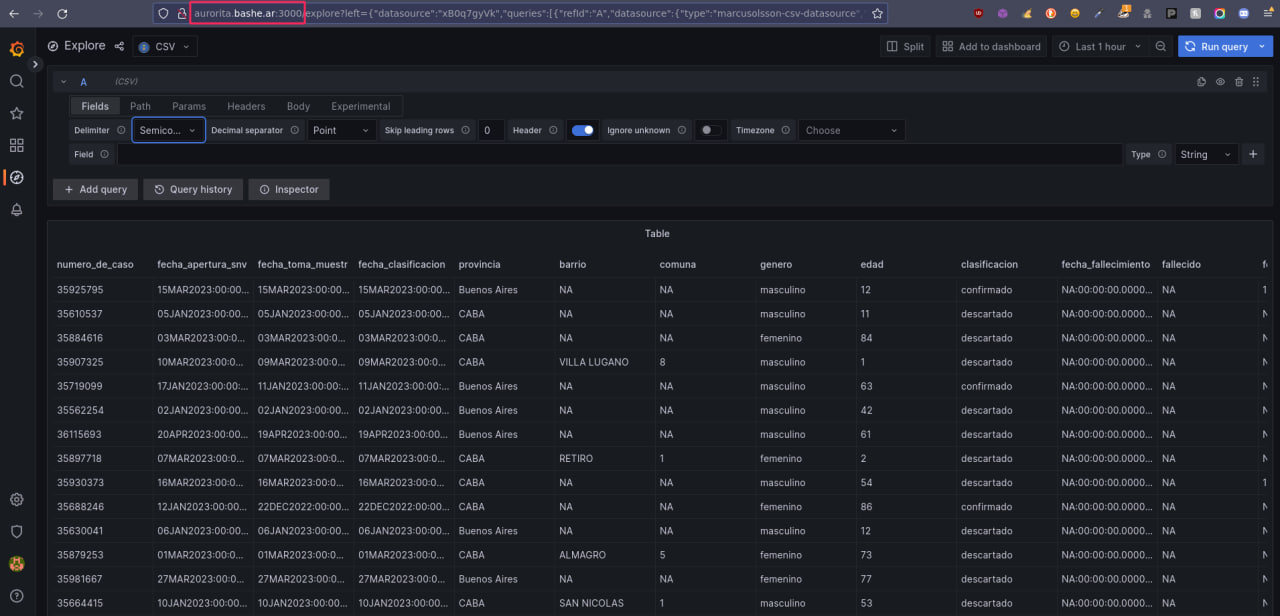 aurorita.bashe.ar:3000/explore?left={"datasource":"xB0q7gyVk","queries":[{"refId":"A","datasource":{"type":"marcusolsson-csv-datasource",
Explore CSV Split Add to dashboard Last 1 hour Run query
A (CSV)
Fields Path Params Headers Body Experimental
Delimiter Semico... Decimal separator Point Skip leading rows 0 Header Ignore unknown Timezone Choose
Field Type String
+ Add query Query history Inspector
Table
numero_de_caso fecha_apertura_snv fecha_toma_muestr fecha_clasificacion provincia barrio comuna genero edad clasificacion fecha_fallecimiento fallecido
35925795 15MAR2023:00:00... 15MAR2023:00:00... 15MAR2023:00:00... Buenos Aires NA NA masculino 12 confirmado NA:00:00:00.0000... NA 1
35610537 05JAN2023:00:0... 05JAN2023:00:0... 05JAN2023:00:0... CABA NA NA masculino 11 descartado NA:00:00:00.0000... NA
35884616 03MAR2023:00:0... 03MAR2023:00:0... 03MAR2023:00:0... CABA NA NA femenino 84 descartado NA:00:00:00.0000... NA
35907325 10MAR2023:00:0... 09MAR2023:00:0... 09MAR2023:00:0... CABA VILLA LUGANO 8 masculino 1 descartado NA:00:00:00.0000... NA
35719099 17JAN2023:00:00:... 11JAN2023:00:00:... 11JAN2023:00:00:... Buenos Aires NA NA masculino 63 confirmado NA:00:00:00.0000... NA
35562254 02JAN2023:00:00... 02JAN2023:00:00... 02JAN2023:00:00... Buenos Aires NA NA masculino 42 descartado NA:00:00:00.0000... NA
36115693 20APR2023:00:00... 19APR2023:00:00... 19APR2023:00:00... Buenos Aires NA NA masculino 61 descartado NA:00:00:00.0000... NA
35897718 07MAR2023:00:0... 07MAR2023:00:0... 07MAR2023:00:0... CABA RETIRO 1 femenino 2 descartado NA:00:00:00.0000... NA
35930373 16MAR2023:00:00... 16MAR2023:00:00... 16MAR2023:00:00... CABA NA NA masculino 54 descartado NA:00:00:00.0000... NA 1
35688246 12JAN2023:00:00... 22DEC2022:00:00... 22DEC2022:00:00... CABA NA NA femenino 86 confirmado NA:00:00:00.0000... NA
35630041 06JAN2023:00:00... 06JAN2023:00:00... 06JAN2023:00:00... Buenos Aires NA NA masculino 12 descartado NA:00:00:00.0000... NA
35879253 01MAR2023:00:0... 01MAR2023:00:0... 01MAR2023:00:0... CABA ALMAGRO 5 femenino 73 descartado NA:00:00:00.0000... NA
35981667 27MAR2023:00:0... 27MAR2023:00:0... 27MAR2023:00:0... Buenos Aires NA NA femenino 77 descartado NA:00:00:00.0000... NA
35664415 10JAN2023:00:00... 10JAN2023:00:00... 10JAN2023:00:00... CABA SAN NICOLAS 1 masculino 53 descartado NA:00:00:00.0000... NA